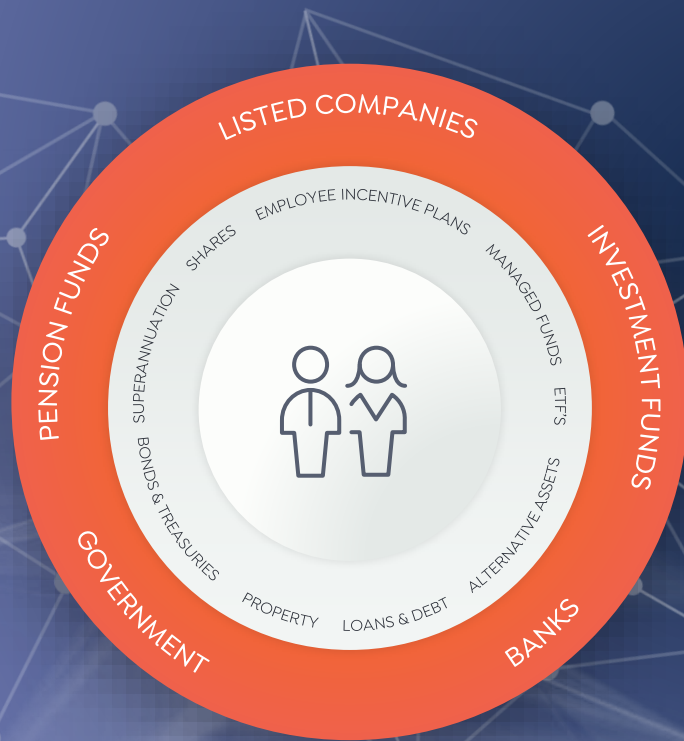 LISTED COMPANIES
INVESTMENT FUNDS
BANKS
GOVERNMENT
PENSION FUNDS
EMPLOYEE INCENTIVE PLANS
MANAGED FUNDS
ETF'S
ALTERNATIVE ASSETS
LOANS & DEBT
PROPERTY
BONDS & TREASURIES
SUPERANNUATION
SHARES